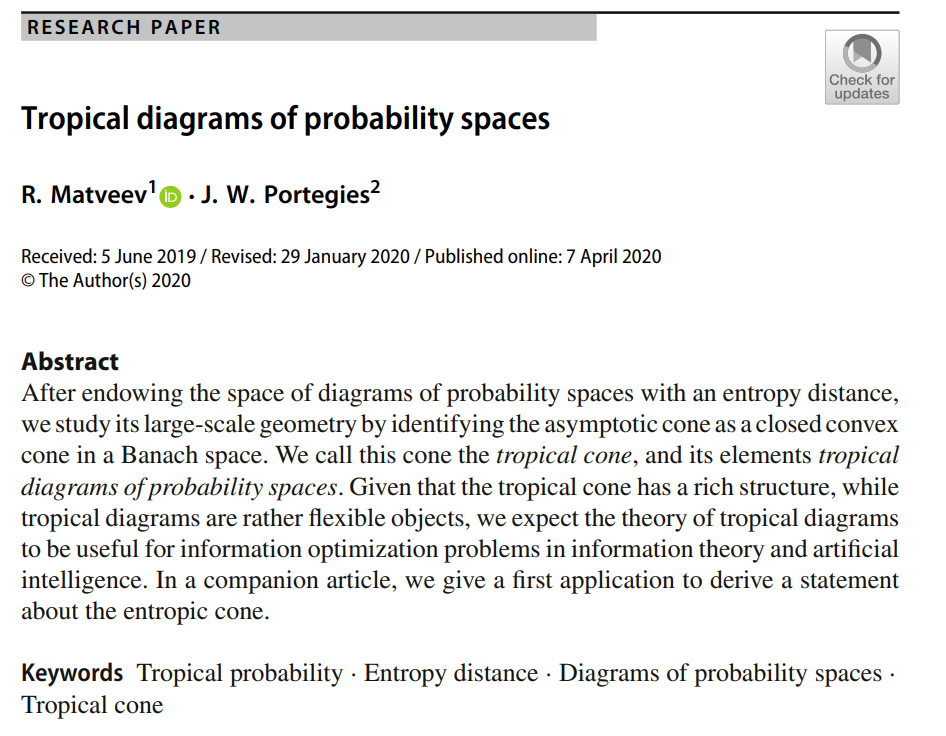 RESEARCH PAPER
Check for
updates
Tropical diagrams of probability spaces
R. Matveev¹ iD · J. W. Portegies²
Received: 5 June 2019 / Revised: 29 January 2020 / Published online: 7 April 2020
© The Author(s) 2020
Abstract
After endowing the space of diagrams of probability spaces with an entropy distance,
we study its large-scale geometry by identifying the asymptotic cone as a closed convex
cone in a Banach space. We call this cone the tropical cone, and its elements tropical
diagrams of probability spaces. Given that the tropical cone has a rich structure, while
tropical diagrams are rather flexible objects, we expect the theory of tropical diagrams
to be useful for information optimization problems in information theory and artificial
intelligence. In a companion article, we give a first application to derive a statement
about the entropic cone.
Keywords Tropical probability · Entropy distance · Diagrams of probability spaces ·
Tropical cone